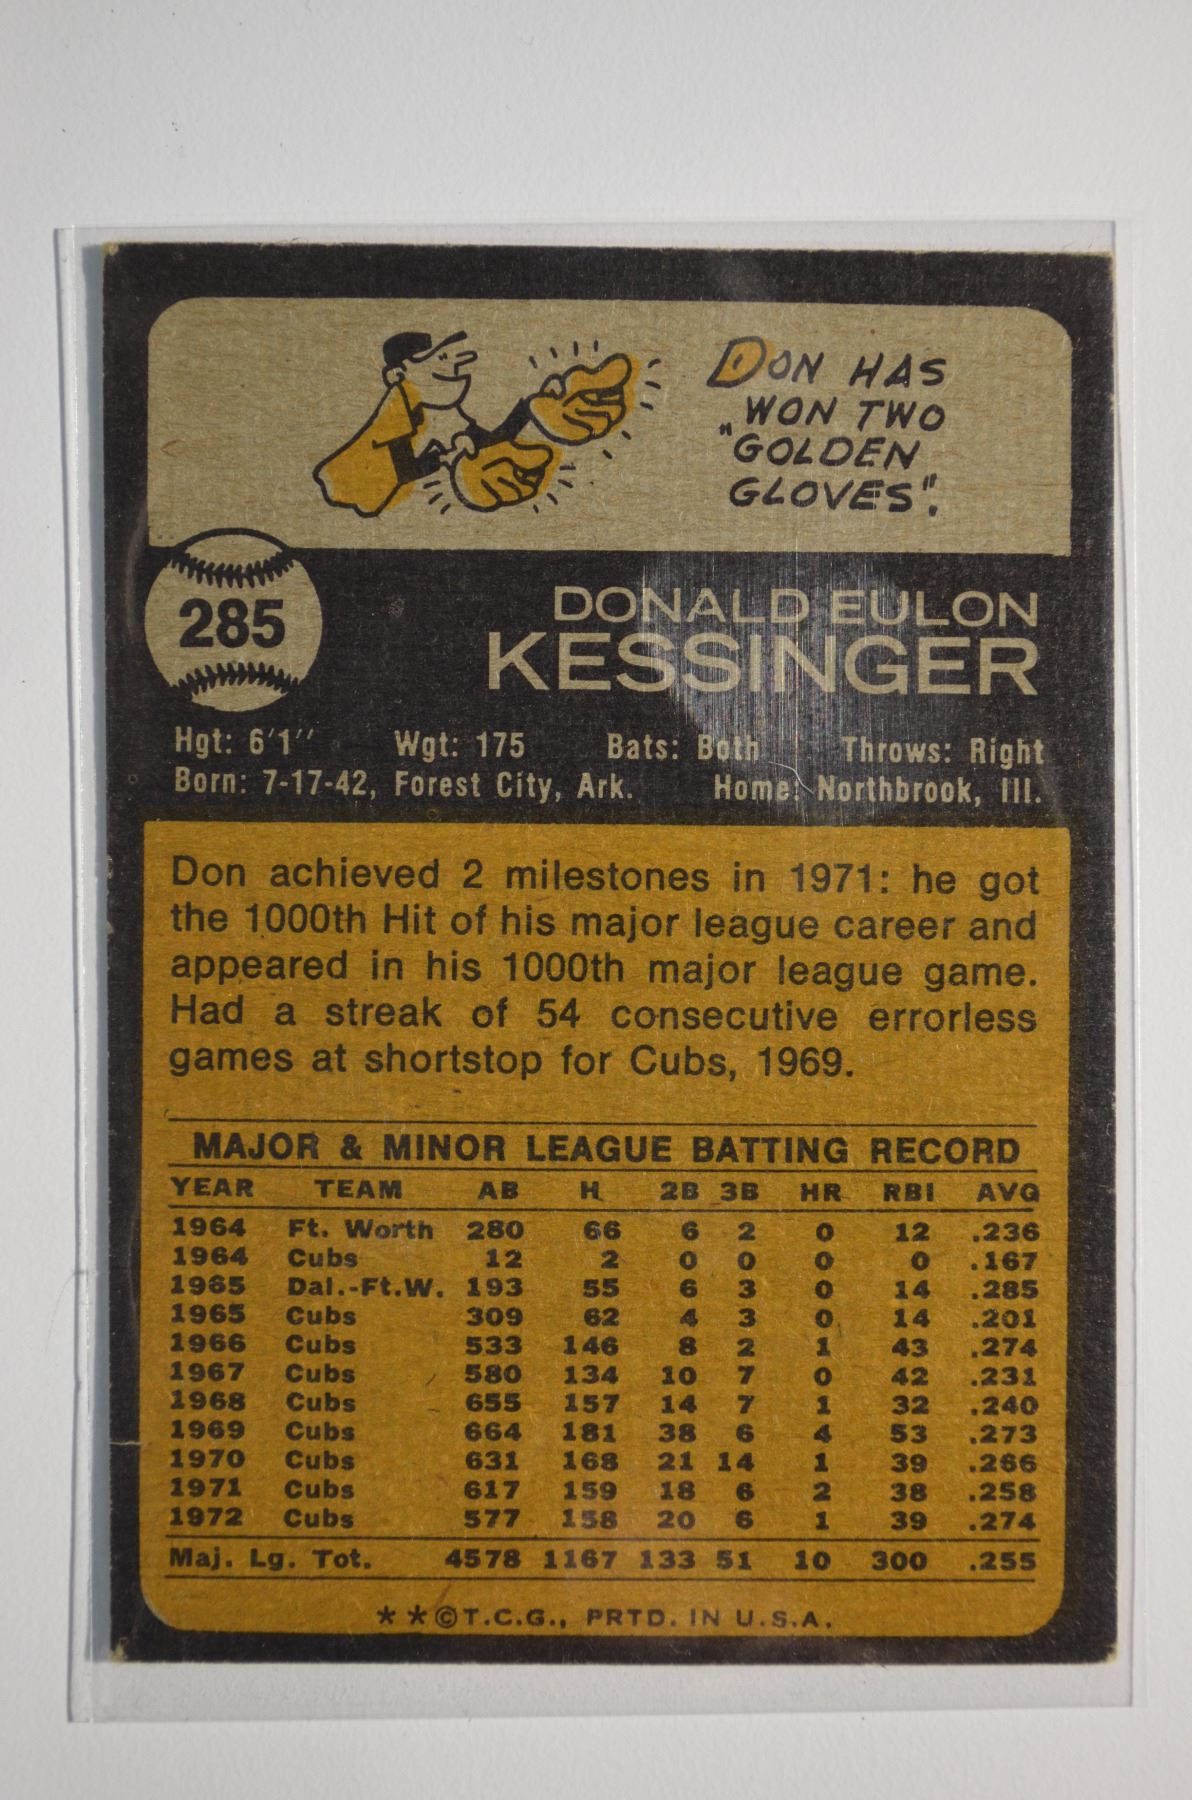 DON HAS
WON TWO
"GOLDEN
GLOVES".
285
DONALD EULON
KESSINGER
Hgt: 6'1'' Wgt: 175 Bats: Both Throws: Right
Born: 7-17-42, Forest City, Ark. Home: Northbrook, Ill.
Don achieved 2 milestones in 1971: he got
the 1000th Hit of his major league career and
appeared in his 1000th major league game.
Had a streak of 54 consecutive errorless
games at shortstop for Cubs, 1969.
MAJOR & MINOR LEAGUE BATTING RECORD
YEAR TEAM AB H 2B 3B HR RBI AVG
1964 Ft. Worth 280 66 6 2 0 12 .236
1964 Cubs 12 2 0 0 0 0 .167
1965 Dal.-Ft.W. 193 55 6 3 0 14 .285
1965 Cubs 309 62 4 3 0 14 .201
1966 Cubs 533 146 8 2 1 43 .274
1967 Cubs 580 134 10 7 0 42 .231
1968 Cubs 655 157 14 7 1 32 .240
1969 Cubs 664 181 38 6 4 53 .273
1970 Cubs 631 168 21 14 1 39 .266
1971 Cubs 617 159 18 6 2 38 .258
1972 Cubs 577 158 20 6 1 39 .274
Maj. Lg. Tot. 4578 1167 133 51 10 300 .255
**©T.C.G., PRTD. IN U.S.A.